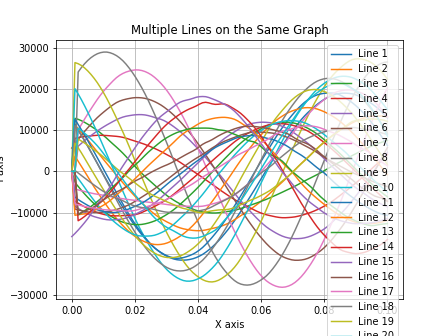 Multiple Lines on the Same Graph
30000
20000
10000
0
−10000
−20000
−30000
0.00
0.02
0.04
0.06
X axis
Line 1
Line 2
Line 3
Line 4
Line 5
Line 6
Line 7
Line 8
Line 9
Line 10
Line 11
Line 12
Line 13
Line 14
Line 15
Line 16
Line 17
Line 18
Line 19
Line 20